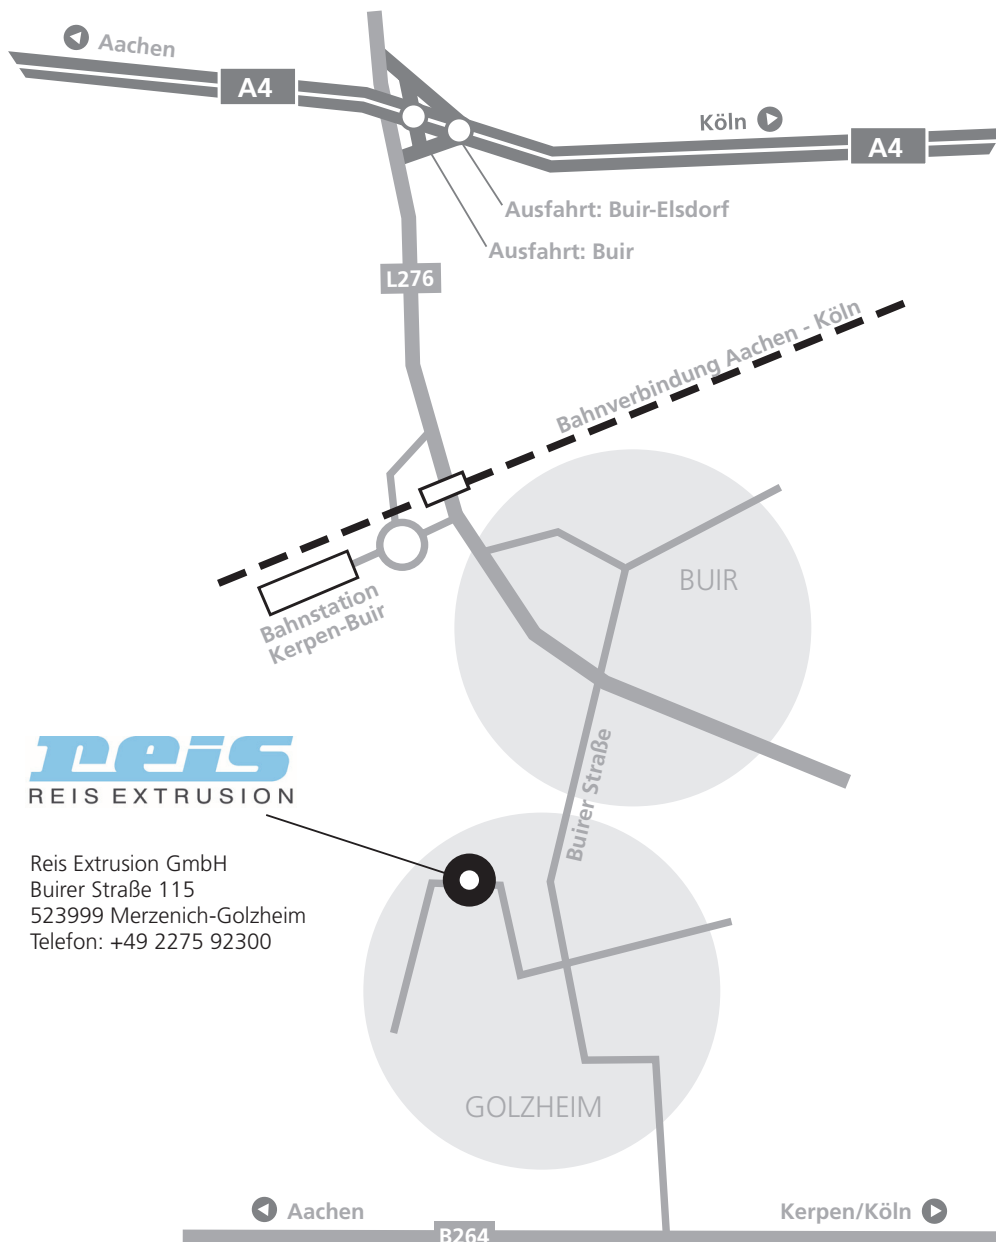 Aachen
A4
Köln
A4
Ausfahrt: Buir-Elsdorf
Ausfahrt: Buir
L276
Bahnverbindung Aachen - Köln
BUIR
Bahnstation
Kerpen-Buir
Buirer Straße
reis
REIS EXTRUSION
Reis Extrusion GmbH
Buirer Straße 115
523999 Merzenich-Golzheim
Telefon: +49 2275 92300
GOLZHEIM
Aachen
Kerpen/Köln
B264